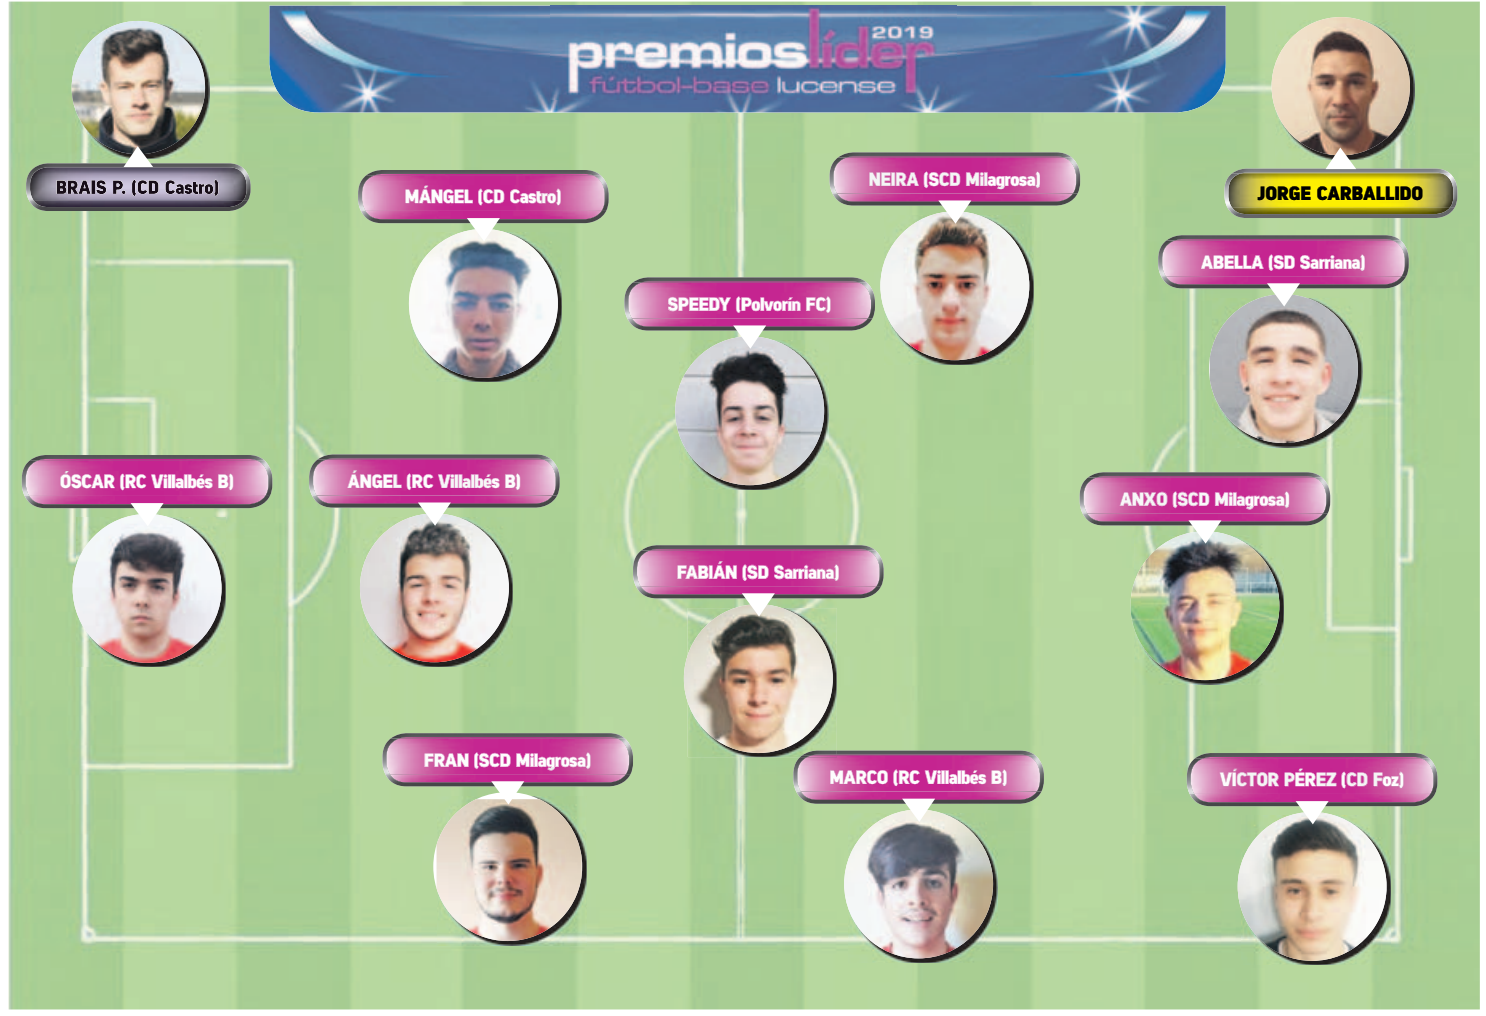 2019
premioslíder
fútbol-base lucense
BRAIS P. (CD Castro)
MÁNGEL (CD Castro)
NEIRA (SCD Milagrosa)
JORGE CARBALLIDO
ABELLA (SD Sarriana)
SPEEDY (Polvorín FC)
ÓSCAR (RC Villalbés B)
ÁNGEL (RC Villalbés B)
ANXO (SCD Milagrosa)
FABIÁN (SD Sarriana)
FRAN (SCD Milagrosa)
MARCO (RC Villalbés B)
VÍCTOR PÉREZ (CD Foz)